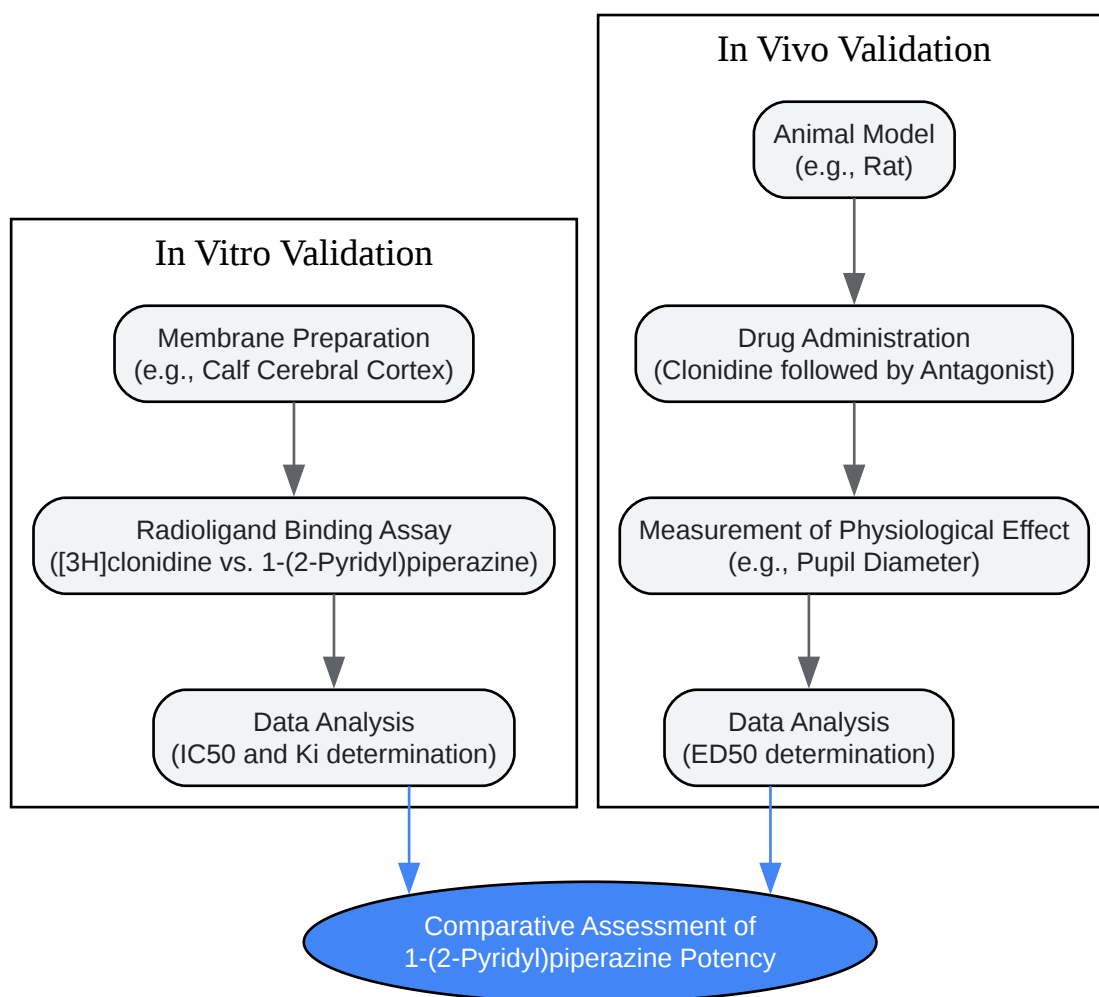 In Vitro Validation
Membrane Preparation
(e.g., Calf Cerebral Cortex)
Radioligand Binding Assay
([3H]clonidine vs. 1-(2-Pyridyl)piperazine)
Data Analysis
(IC50 and Ki determination)
In Vivo Validation
Animal Model
(e.g., Rat)
Drug Administration
(Clonidine followed by Antagonist)
Measurement of Physiological Effect
(e.g., Pupil Diameter)
Data Analysis
(ED50 determination)
Comparative Assessment of
1-(2-Pyridyl)piperazine Potency